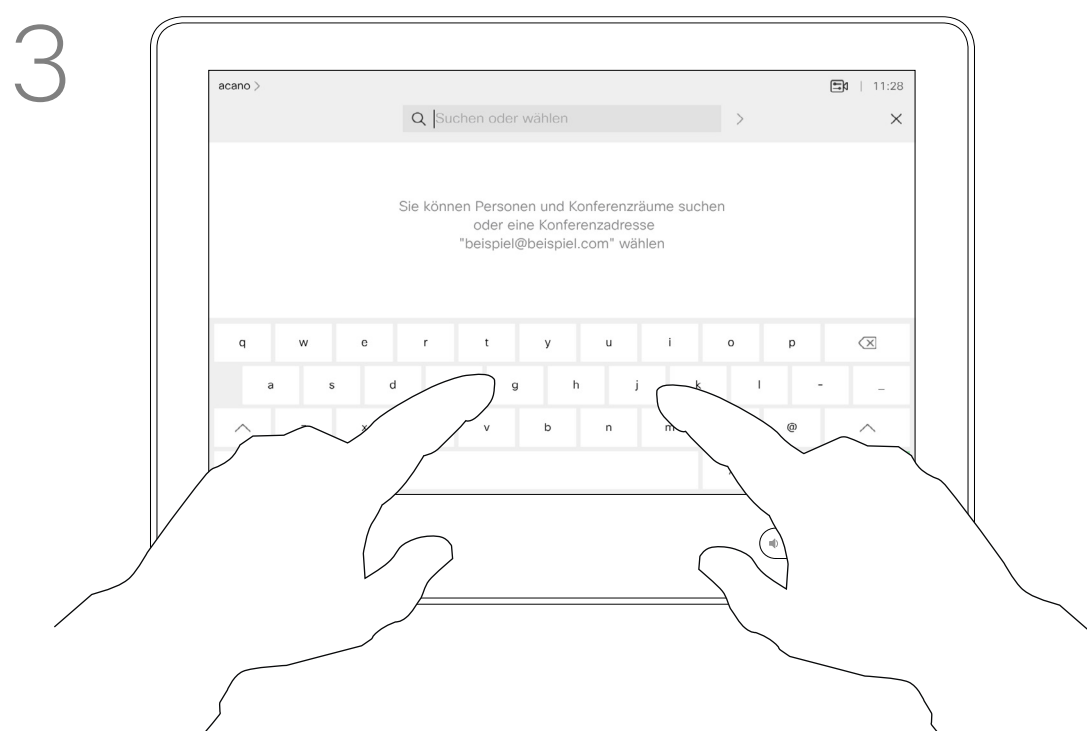 3
acano >
11:28
Suchen oder wählen
Sie können Personen und Konferenzräume suchen
oder eine Konferenzadresse
"beispiel@beispiel.com" wählen
q w e r t y u i o p
a s d g h j k l - _
x v b n m @